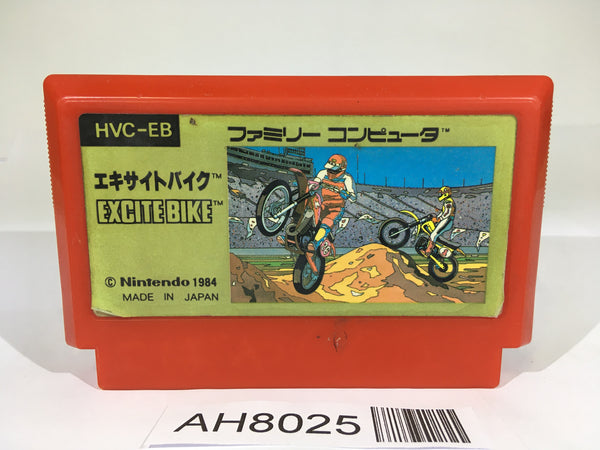 HVC-EB
ファミリー コンピュータ™
エキサイトバイク™
EXCITEBIKE™
© Nintendo 1984
MADE IN JAPAN
AH8025